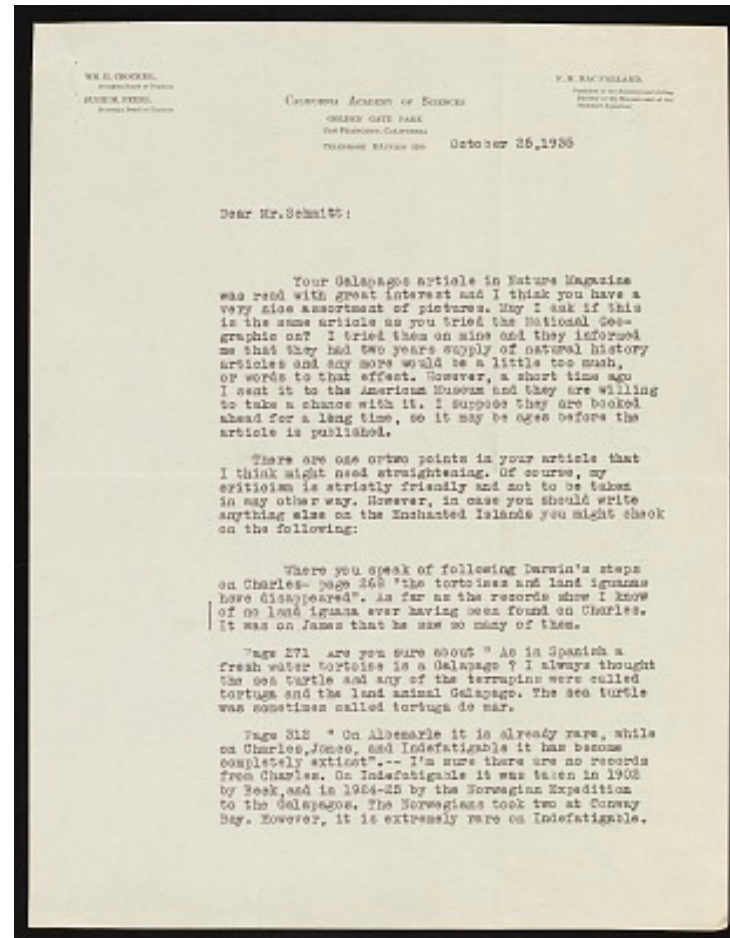 WM. H. CROCKER,
F. M. MACFARLAND,
CALIFORNIA ACADEMY OF SCIENCES
GOLDEN GATE PARK
SAN FRANCISCO, CALIFORNIA
TELEPHONE
October 25,1935
Dear Mr.Schmitt:
Your Galapagos article in Nature Magazine
was read with great interest and I think you have a
very nice assortment of pictures. May I ask if this
is the same article as you tried the National Geo-
graphic on? I tried them on mine and they informed
me that they had two years supply of natural history
articles and any more would be a little too much,
or words to that effect. However, a short time ago
I sent it to the American Museum and they are willing
to take a chance with it. I suppose they are booked
ahead for a long time, so it may be ages before the
article is published.
There are one ortwo points in your article that
I think might need straightening. Of course, my
criticism is strictly friendly and not to be taken
in any other way. However, in case you should write
anything else on the Enchanted Islands you might check
on the following:
Where you speak of following Darwin's steps
on Charles- page 268 "the tortoises and land iguanas
have disappeared". As far as the records show I know
of no land iguana ever having been found on Charles.
It was on James that he saw so many of them.
Page 271 Are you sure about " As in Spanish a
fresh water tortoise is a Galapago ? I always thought
the sea turtle and any of the terrapins were called
tortuga and the land animal Galapago. The sea turtle
was sometimes called tortuga de mar.
Page 312 " On Albemarle it is already rare, while
on Charles,James, and Indefatigable it has become
completely extinct".-- I'm sure there are no records
from Charles. On Indefatigable it was taken in 1902
by Beck,and in 1924-25 by the Norwegian Expedition
to the Galapagos. The Norwegians took two at Conway
Bay. However, it is extremely rare on Indefatigable.